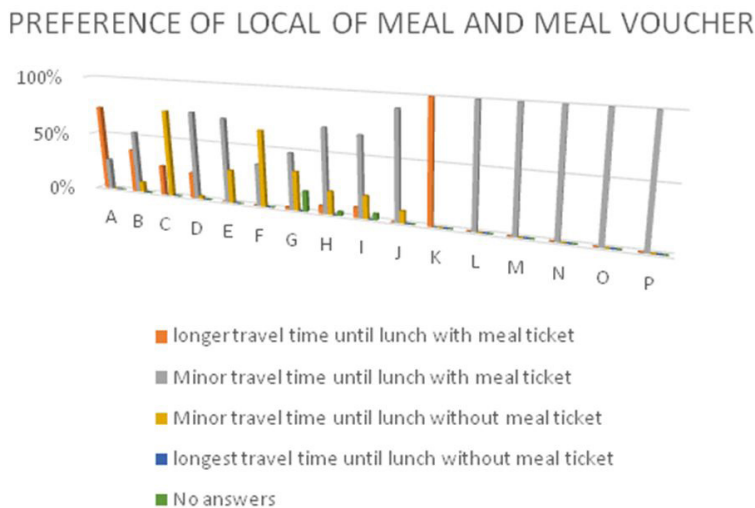 PREFERENCE OF LOCAL OF MEAL AND MEAL VOUCHER
100%
50%
0%
A B C D E F G H I J K L M N O P
longer travel time until lunch with meal ticket
Minor travel time until lunch with meal ticket
Minor travel time until lunch without meal ticket
longest travel time until lunch without meal ticket
No answers